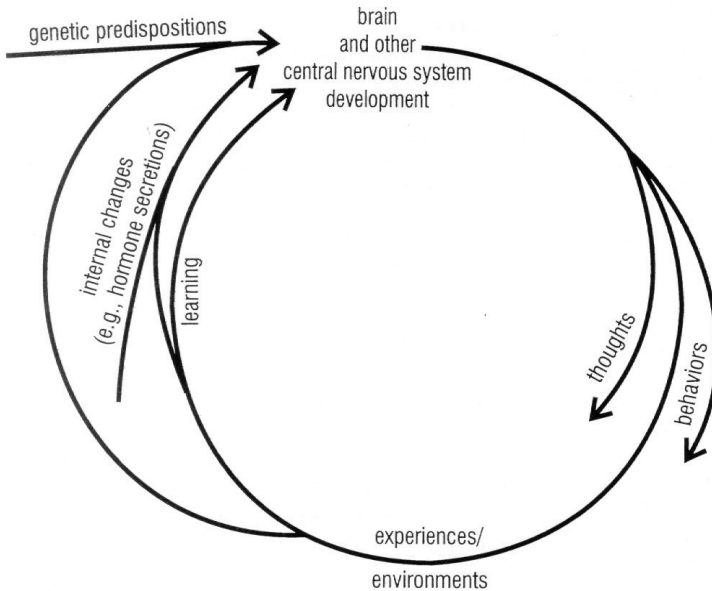 genetic predispositions
brain
and other
central nervous system
development
internal changes
(e.g., hormone secretions)
learning
thoughts
behaviors
experiences/
environments